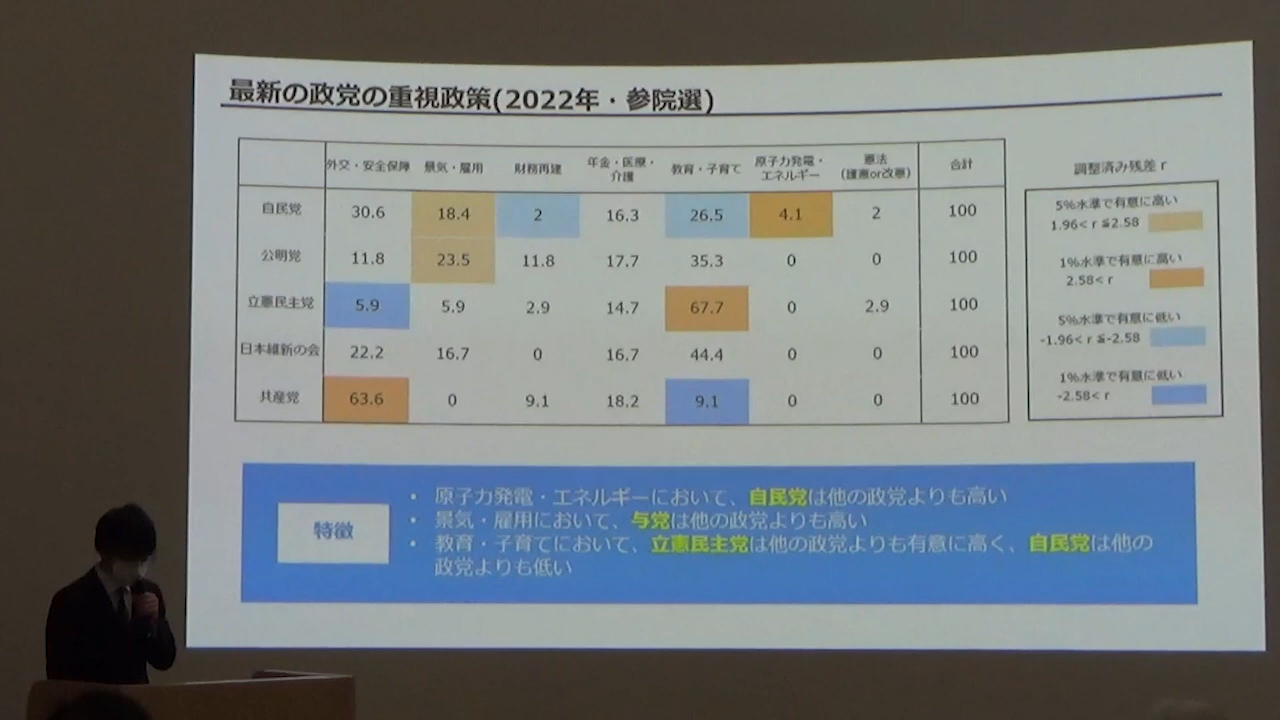 最新の政党の重視政策(2022年・参院選)
外交・安全保障 景気・雇用 財務再建 年金・医療・介護 教育・子育て 原子力発電・エネルギー 憲法(護憲or改憲) 合計
自民党 30.6 18.4 2 16.3 26.5 4.1 2 100
公明党 11.8 23.5 11.8 17.7 35.3 0 0 100
立憲民主党 5.9 5.9 2.9 14.7 67.7 0 2.9 100
日本維新の会 22.2 16.7 0 16.7 44.4 0 0 100
共産党 63.6 0 9.1 18.2 9.1 0 0 100
調整済み残差 r
5%水準で有意に高い
1.96< r ≦2.58
1%水準で有意に高い
2.58< r
5%水準で有意に低い
-1.96< r ≦-2.58
1%水準で有意に低い
-2.58< r
特徴
• 原子力発電・エネルギーにおいて、自民党は他の政党よりも高い
• 景気・雇用において、与党は他の政党よりも高い
• 教育・子育てにおいて、立憲民主党は他の政党よりも有意に高く、自民党は他の
政党よりも低い